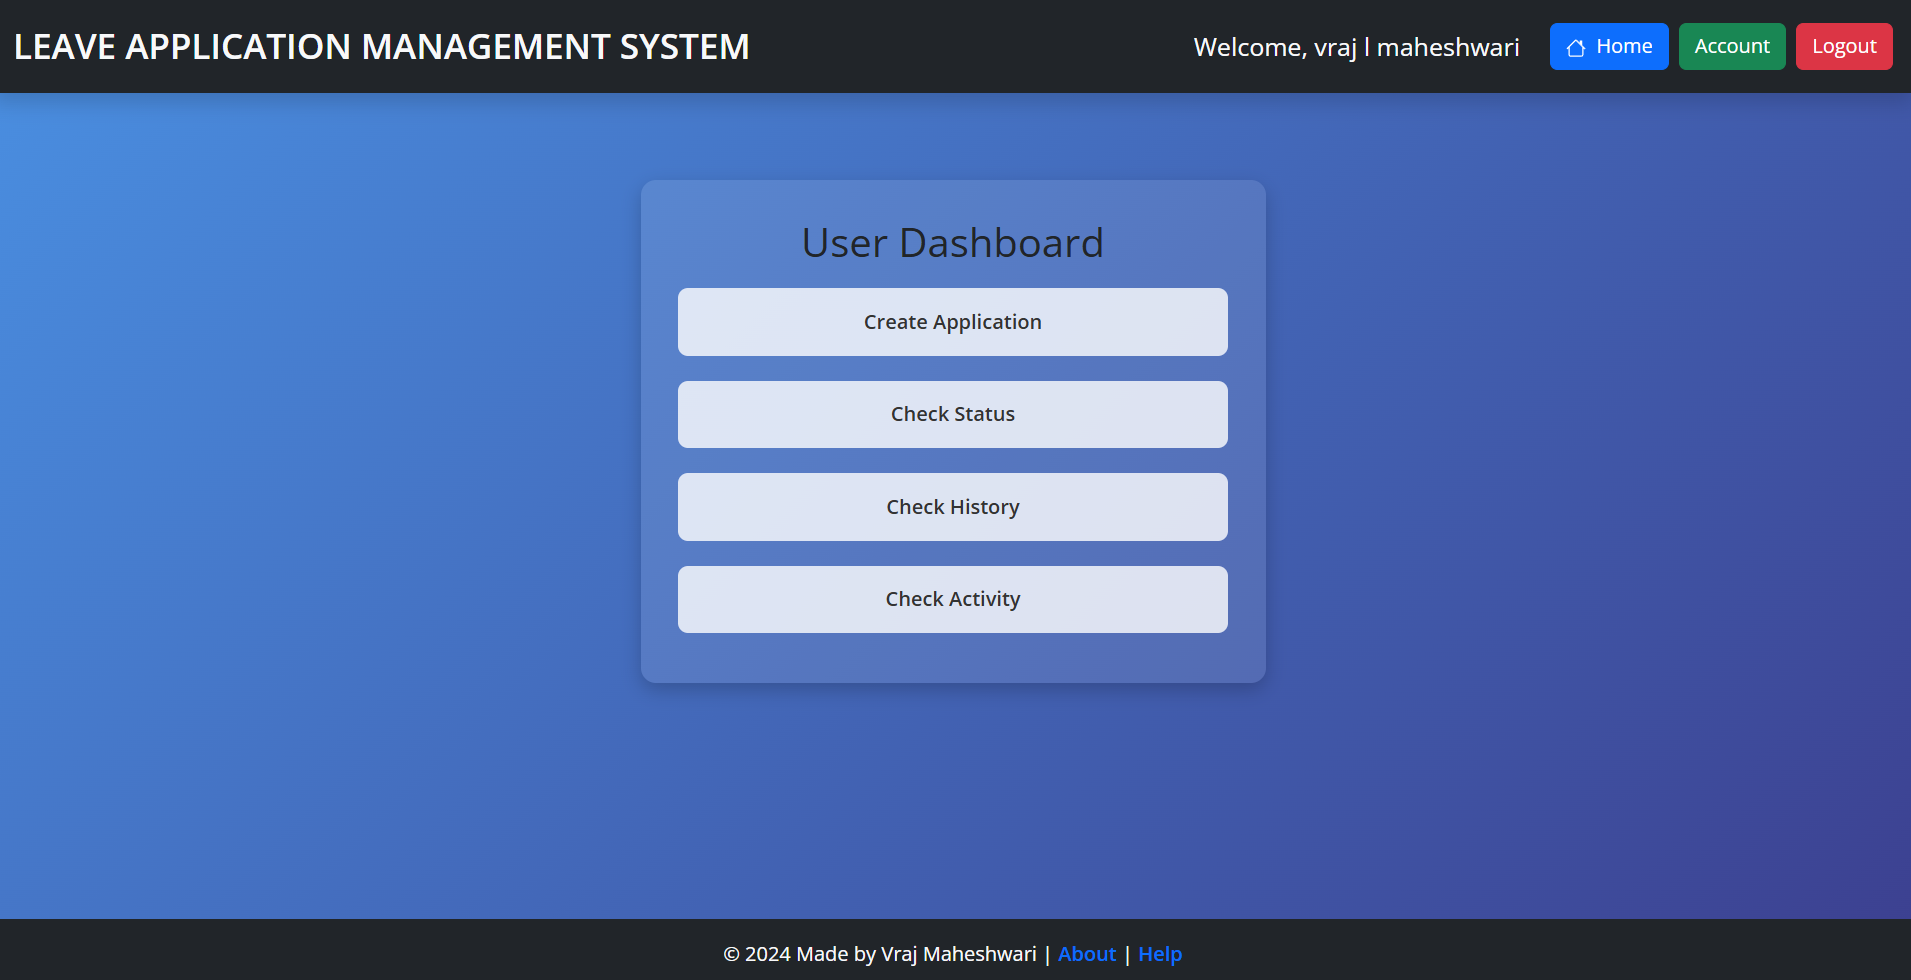 LEAVE APPLICATION MANAGEMENT SYSTEM
Welcome, vraj l maheshwari
Home
Account
Logout
User Dashboard
Create Application
Check Status
Check History
Check Activity
© 2024 Made by Vraj Maheshwari | About | Help